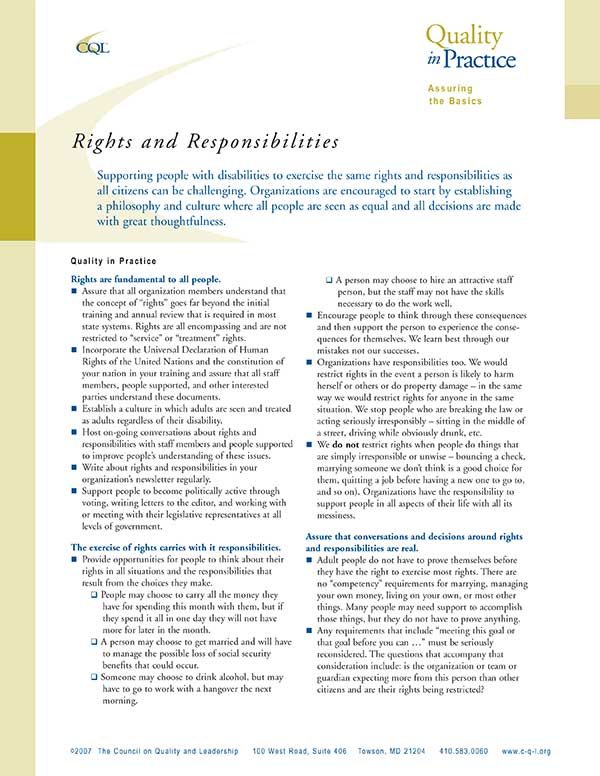 CQL
Quality
in Practice
Assuring
the Basics
Rights and Responsibilities
Supporting people with disabilities to exercise the same rights and responsibilities as
all citizens can be challenging. Organizations are encouraged to start by establishing
a philosophy and culture where all people are seen as equal and all decisions are made
with great thoughtfulness.
Quality in Practice
Rights are fundamental to all people.
■ Assure that all organization members understand that
the concept of “rights” goes far beyond the initial
training and annual review that is required in most
state systems. Rights are all encompassing and are not
restricted to “service” or “treatment” rights.
■ Incorporate the Universal Declaration of Human
Rights of the United Nations and the constitution of
your nation in your training and assure that all staff
members, people supported, and other interested
parties understand these documents.
■ Establish a culture in which adults are seen and treated
as adults regardless of their disability.
■ Host on-going conversations about rights and
responsibilities with staff members and people supported
to improve people’s understanding of these issues.
■ Write about rights and responsibilities in your
organization’s newsletter regularly.
■ Support people to become politically active through
voting, writing letters to the editor, and working with
or meeting with their legislative representatives at all
levels of government.
The exercise of rights carries with it responsibilities.
■ Provide opportunities for people to think about their
rights in all situations and the responsibilities that
result from the choices they make.
❑ People may choose to carry all the money they
have for spending this month with them, but if
they spend it all in one day they will not have
more for later in the month.
❑ A person may choose to get married and will have
to manage the possible loss of social security
benefits that could occur.
❑ Someone may choose to drink alcohol, but may
have to go to work with a hangover the next
morning.
❑ A person may choose to hire an attractive staff
person, but the staff may not have the skills
necessary to do the work well.
■ Encourage people to think through these consequences
and then support the person to experience the conse-
quences for themselves. We learn best through our
mistakes not our successes.
■ Organizations have responsibilities too. We would
restrict rights in the event a person is likely to harm
herself or others or do property damage – in the same
way we would restrict rights for anyone in the same
situation. We stop people who are breaking the law or
acting seriously irresponsibly – sitting in the middle of
a street, driving while obviously drunk, etc.
■ We do not restrict rights when people do things that
are simply irresponsible or unwise – bouncing a check,
marrying someone we don’t think is a good choice for
them, quitting a job before having a new one to go to,
and so on). Organizations have the responsibility to
support people in all aspects of their life with all its
messiness.
Assure that conversations and decisions around rights
and responsibilities are real.
■ Adult people do not have to prove themselves before
they have the right to exercise most rights. There are
no “competency” requirements for marrying, managing
your own money, living on your own, or most other
things. Many people may need support to accomplish
those things, but they do not have to prove anything.
■ Any requirements that include “meeting this goal or
that goal before you can …” must be seriously
reconsidered. The questions that accompany that
consideration include: is the organization or team or
guardian expecting more from this person than other
citizens and are their rights being restricted?
©2007 The Council on Quality and Leadership 100 West Road, Suite 406 Towson, MD 21204 410.583.0060 www.c-q-l.org